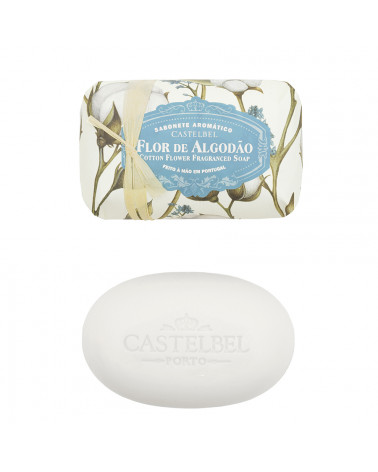 SABONETE AROMÁTICO
CASTELBEL
FLOR DE ALGODÃO
COTTON FLOWER FRAGRANCED SOAP
FEITO À MÃO EM PORTUGAL
CASTELBEL
PORTO